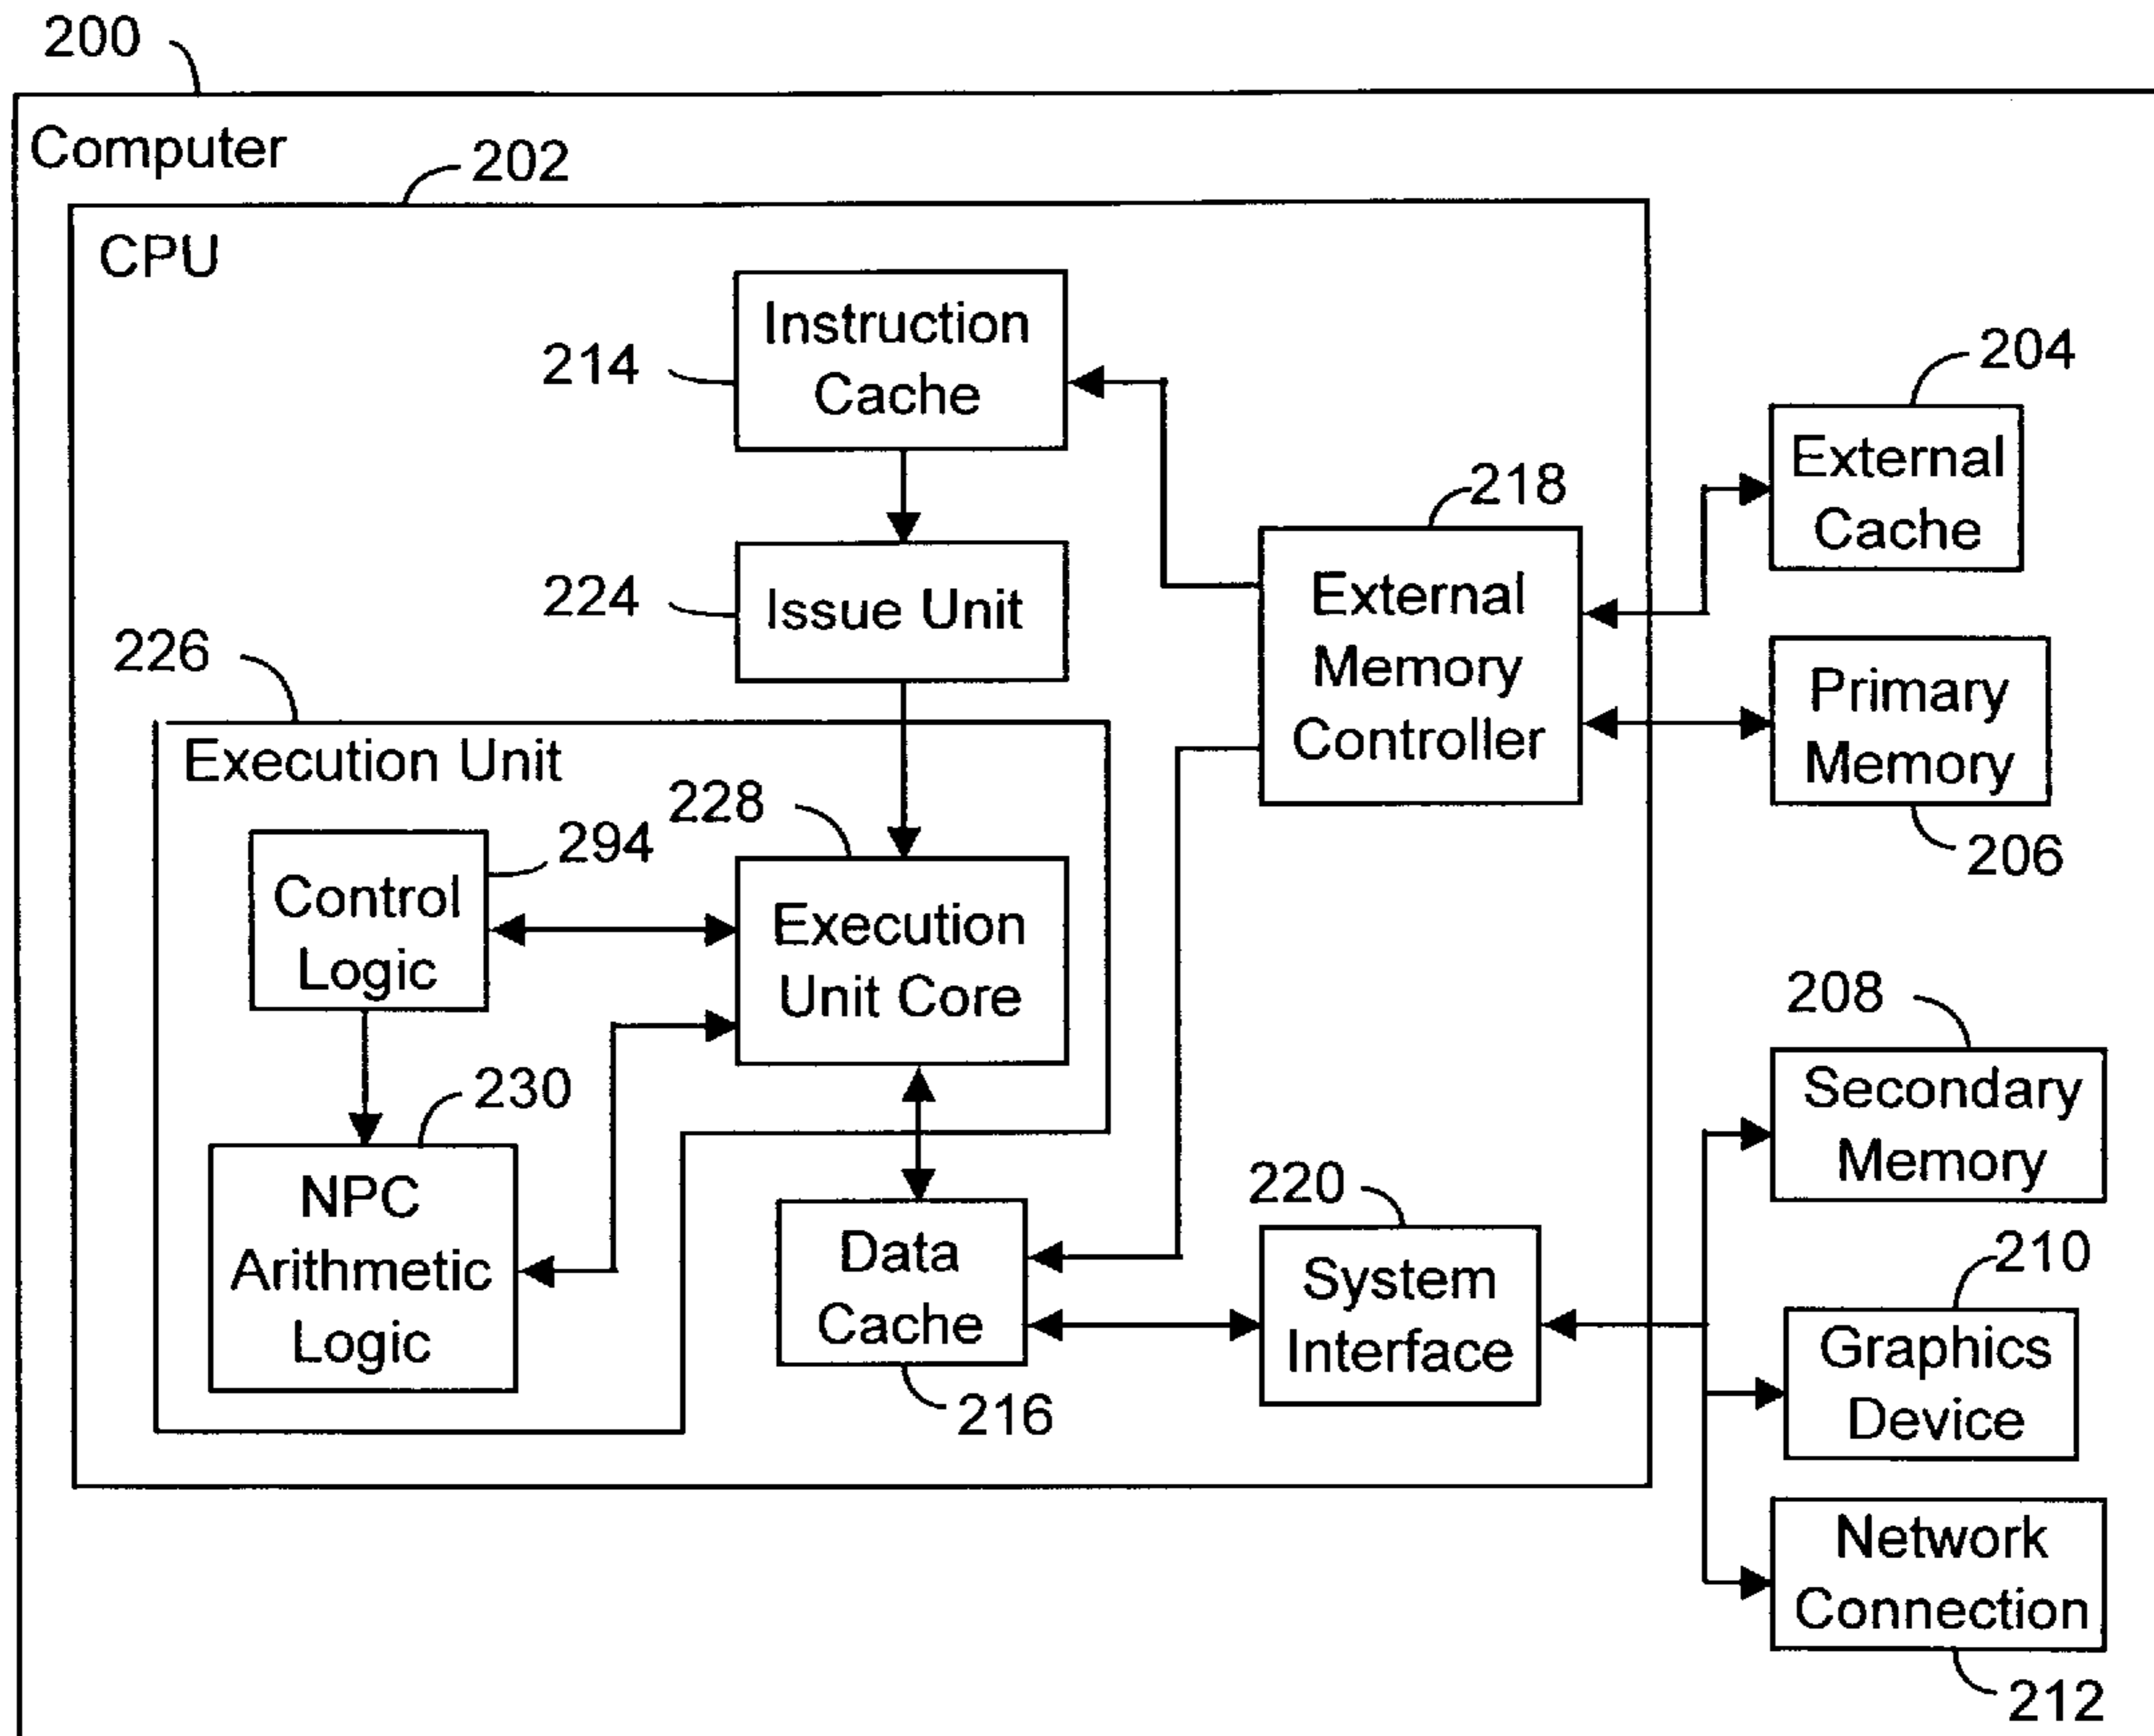 200
Computer
202
CPU
Instruction
Cache
214
204
External
Cache
218
External
Memory
Controller
224
Issue Unit
226
Primary
Memory
206
Execution Unit
228
294
Control
Logic
Execution
Unit Core
208
Secondary
Memory
230
NPC
Arithmetic
Logic
220
Data
Cache
System
Interface
210
Graphics
Device
216
Network
Connection
212